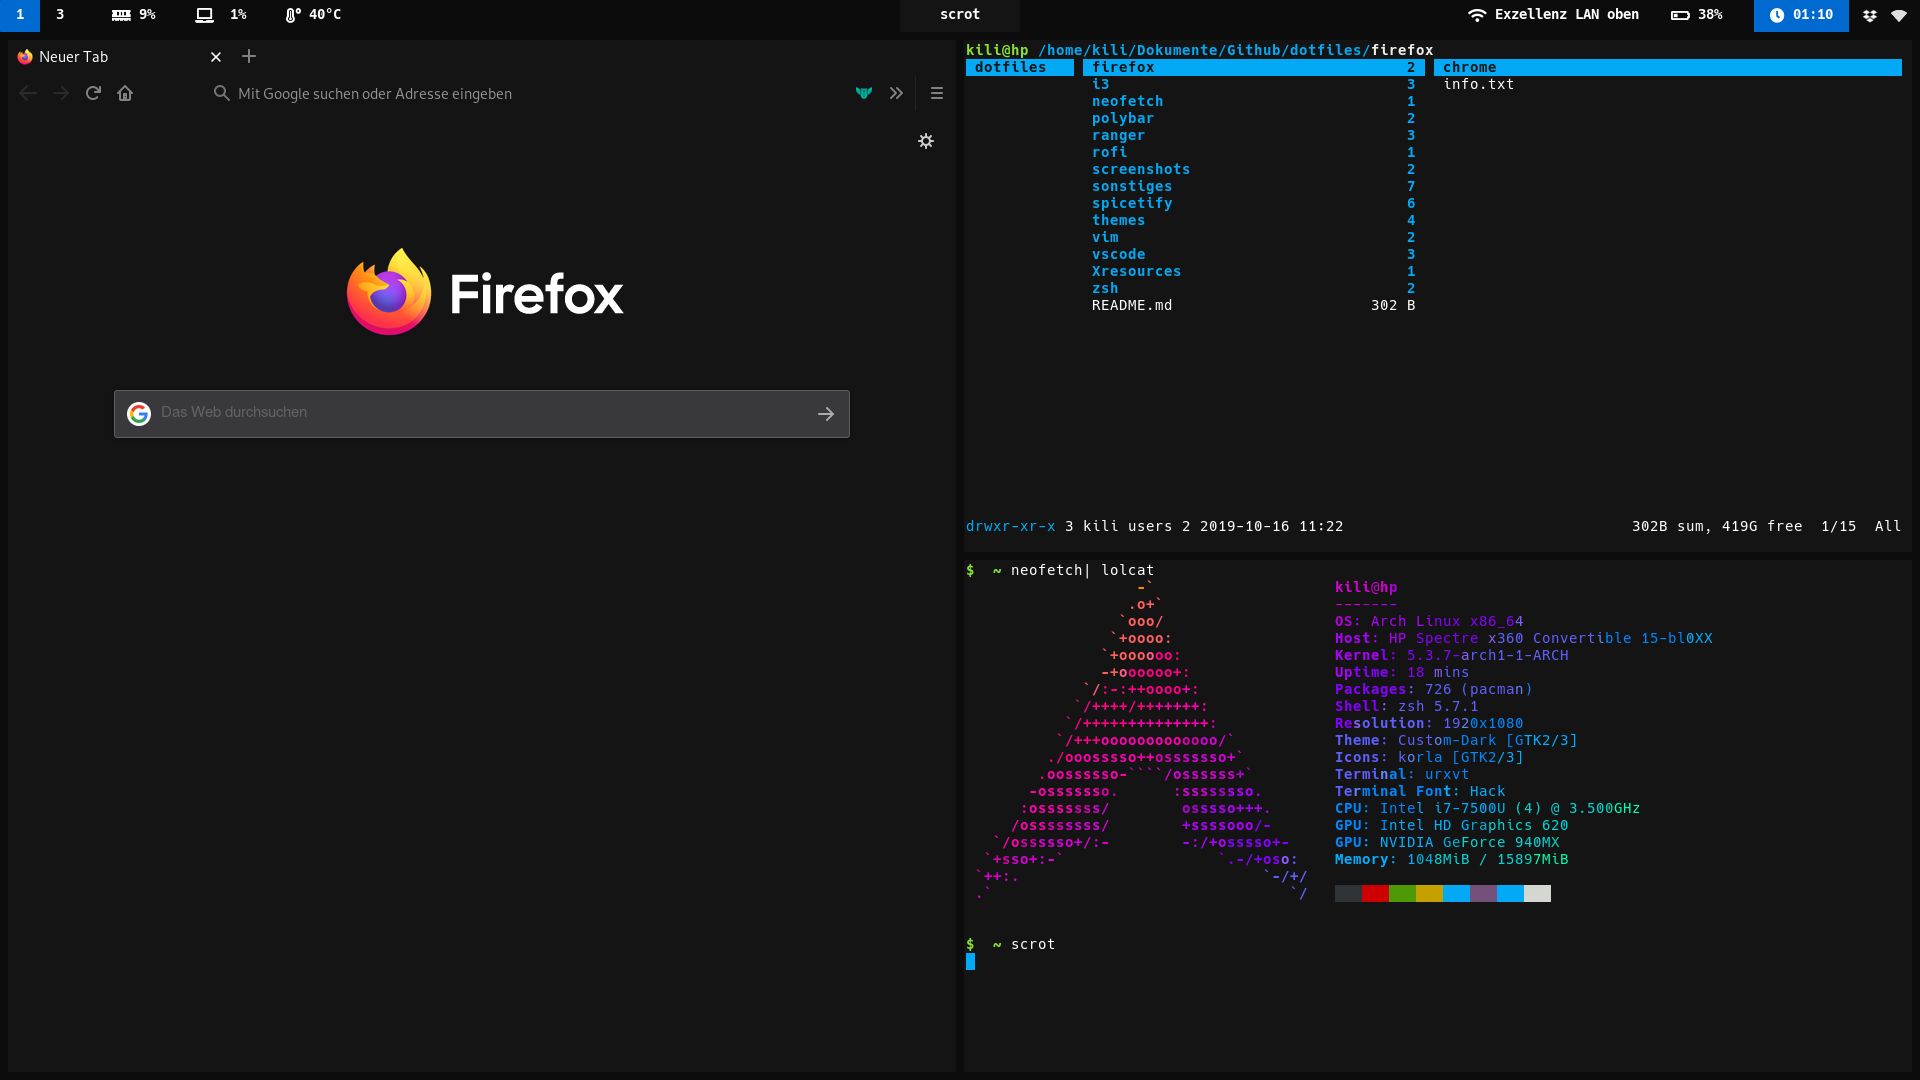 1 3 9% 1% 40°C scrot Exzellenz LAN oben 38% 01:10
Neuer Tab
Mit Google suchen oder Adresse eingeben
Firefox
Das Web durchsuchen
kili@hp /home/kili/Dokumente/Github/dotfiles/firefox
dotfiles firefox 2 chrome
i3 3 info.txt
neofetch 1
polybar 2
ranger 3
rofi 1
screenshots 2
sonstiges 7
spicetify 6
themes 4
vim 2
vscode 3
Xresources 1
zsh 2
README.md 302 B
drwxr-xr-x 3 kili users 2 2019-10-16 11:22 302B sum, 419G free 1/15 All
$ ~ neofetch| lolcat
-` kili@hp
.o+` -------
`ooo/ OS: Arch Linux x86_64
`+oooo: Host: HP Spectre x360 Convertible 15-bl0XX
`+oooooo: Kernel: 5.3.7-arch1-1-ARCH
-+oooooo+: Uptime: 18 mins
`/:-:++oooo+: Packages: 726 (pacman)
`/++++/+++++++: Shell: zsh 5.7.1
`/++++++++++++++: Resolution: 1920x1080
`/+++ooooooooooooo/` Theme: Custom-Dark [GTK2/3]
./ooosssso++osssssso+` Icons: korla [GTK2/3]
.oossssso-````/ossssss+` Terminal: urxvt
-osssssso. :ssssssso. Terminal Font: Hack
:osssssss/ osssso+++. CPU: Intel i7-7500U (4) @ 3.500GHz
/ossssssss/ +ssssooo/- GPU: Intel HD Graphics 620
`/ossssso+/:- -:/+osssso+- GPU: NVIDIA GeForce 940MX
`+sso+:-` `.-/+oso: Memory: 1048MiB / 15897MiB
`++:. `-/+/
.` `/
$ ~ scrot